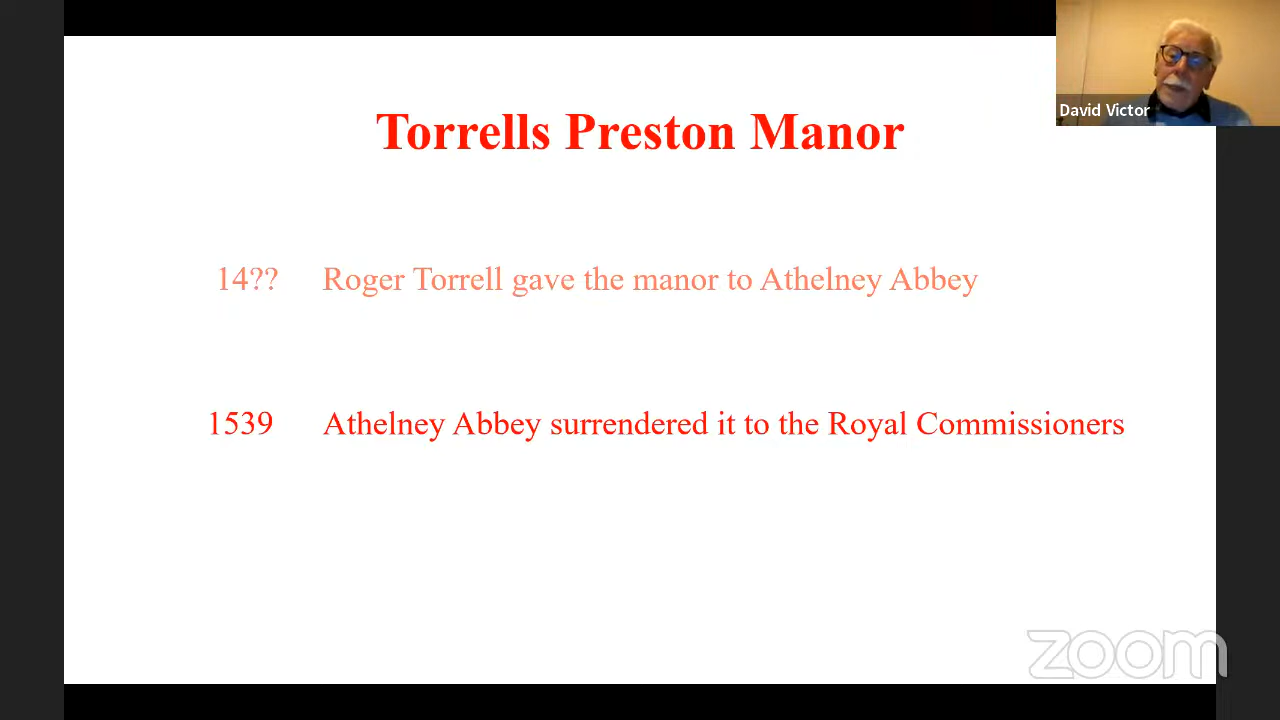 Torrells Preston Manor
David Victor
14?? Roger Torrell gave the manor to Athelney Abbey
1539 Athelney Abbey surrendered it to the Royal Commissioners
zoom